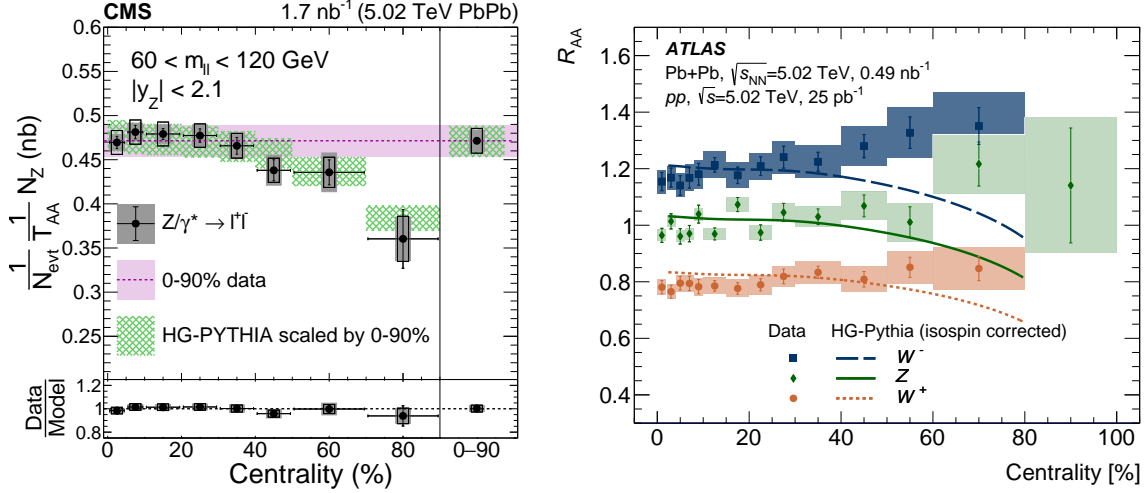 CMS 1.7 nb⁻¹ (5.02 TeV PbPb)
0.6
0.55
0.5
0.45
0.4
0.35
0.3
0.25
1/N_evt 1/T_AA N_Z (nb)
60 < m_ll < 120 GeV
|y_Z| < 2.1
Z/γ* → l⁺l⁻
0-90% data
HG-PYTHIA scaled by 0-90%
Data/Model
1.2
1
0.8
0 20 40 60 80 0−90
Centrality (%)
R_AA
1.6
1.4
1.2
1
0.8
0.6
0.4
ATLAS
Pb+Pb, √s_NN=5.02 TeV, 0.49 nb⁻¹
pp, √s=5.02 TeV, 25 pb⁻¹
Data HG-Pythia (isospin corrected)
W⁻
Z
W⁺
0 20 40 60 80 100
Centrality [%]